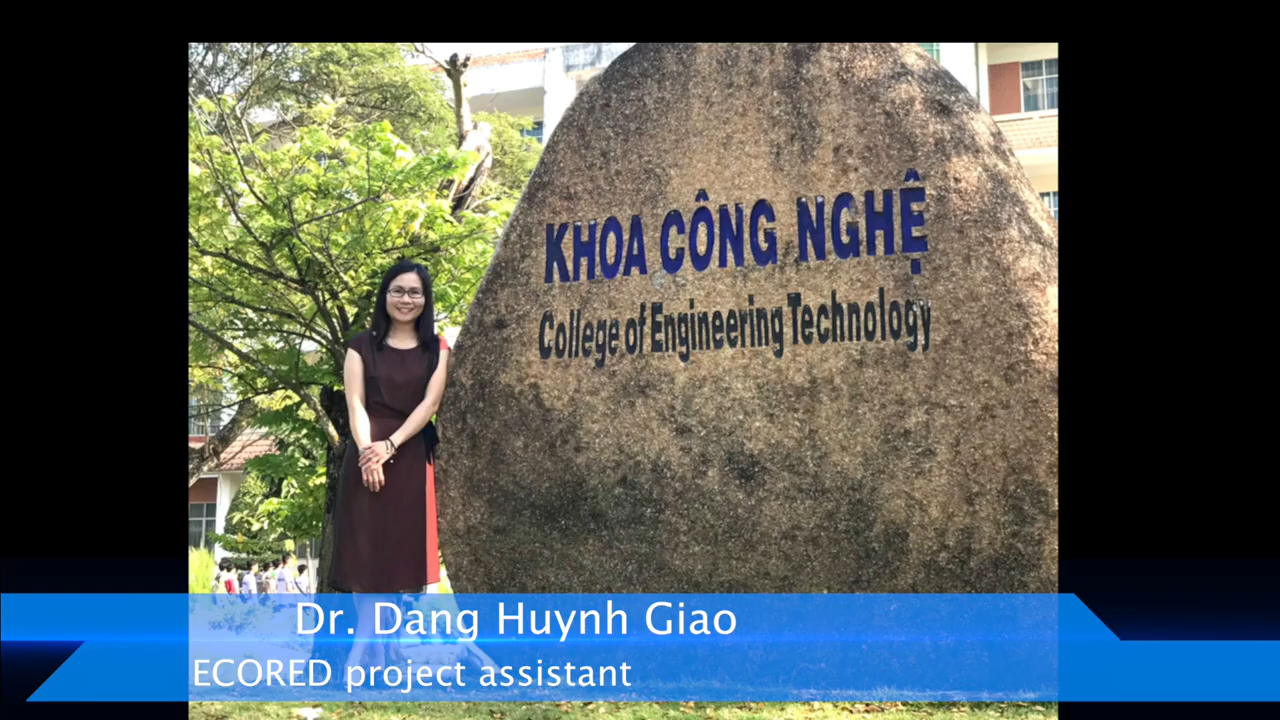 KHOA CÔNG NGHỆ
College of Engineering Technology
Dr. Dang Huynh Giao
ECORED project assistant